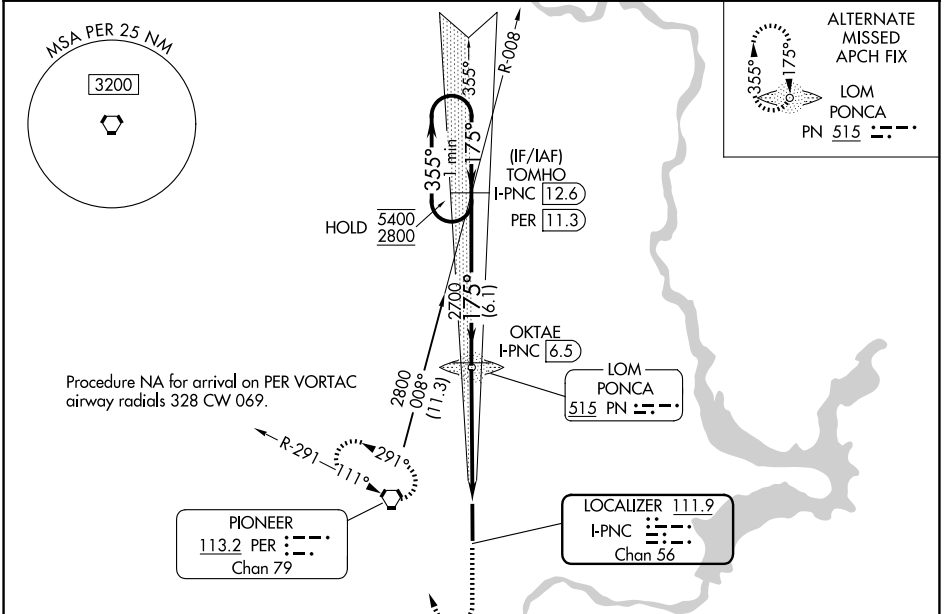 MSA PER 25 NM
3200
ALTERNATE
MISSED
APCH FIX
355°
175°
LOM
PONCA
PN 515
R-008
355°
355°
1 min
175°
(IF/IAF)
TOMHO
I-PNC 12.6
PER 11.3
HOLD 5400
2800
2700
175°
(6.1)
OKTAE
I-PNC 6.5
LOM
PONCA
515 PN
Procedure NA for arrival on PER VORTAC
airway radials 328 CW 069.
2800
008°
(11.3)
R-291
111°
291°
PIONEER
113.2 PER
Chan 79
LOCALIZER 111.9
I-PNC
Chan 56